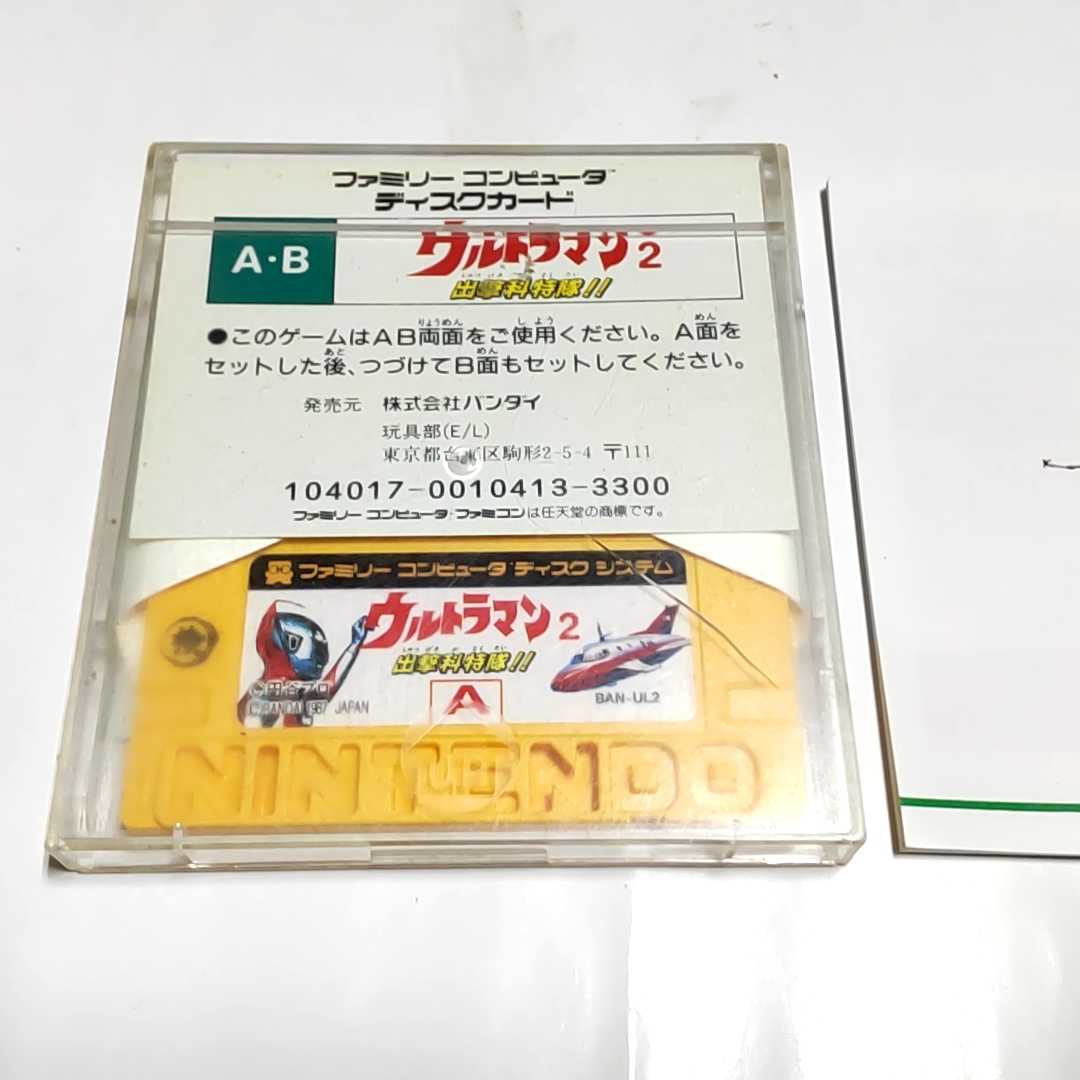 ファミリー コンピュータ™
ディスクカード
A・B
ウルトラマン2
出撃科特隊!!
●このゲームはAB両面をご使用ください。A面を
セットした後、つづけてB面もセットしてください。
発売元 株式会社バンダイ
玩具部(E/L)
東京都台東区駒形2-5-4 〒111
104017-0010413-3300
ファミリー コンピュータ・ファミコンは任天堂の商標です。
ファミリー コンピュータ ディスク システム
ウルトラマン2
出撃科特隊!!
©円谷プロ
©BANDAI 1987 JAPAN
A
BAN-UL2
NINTENDO